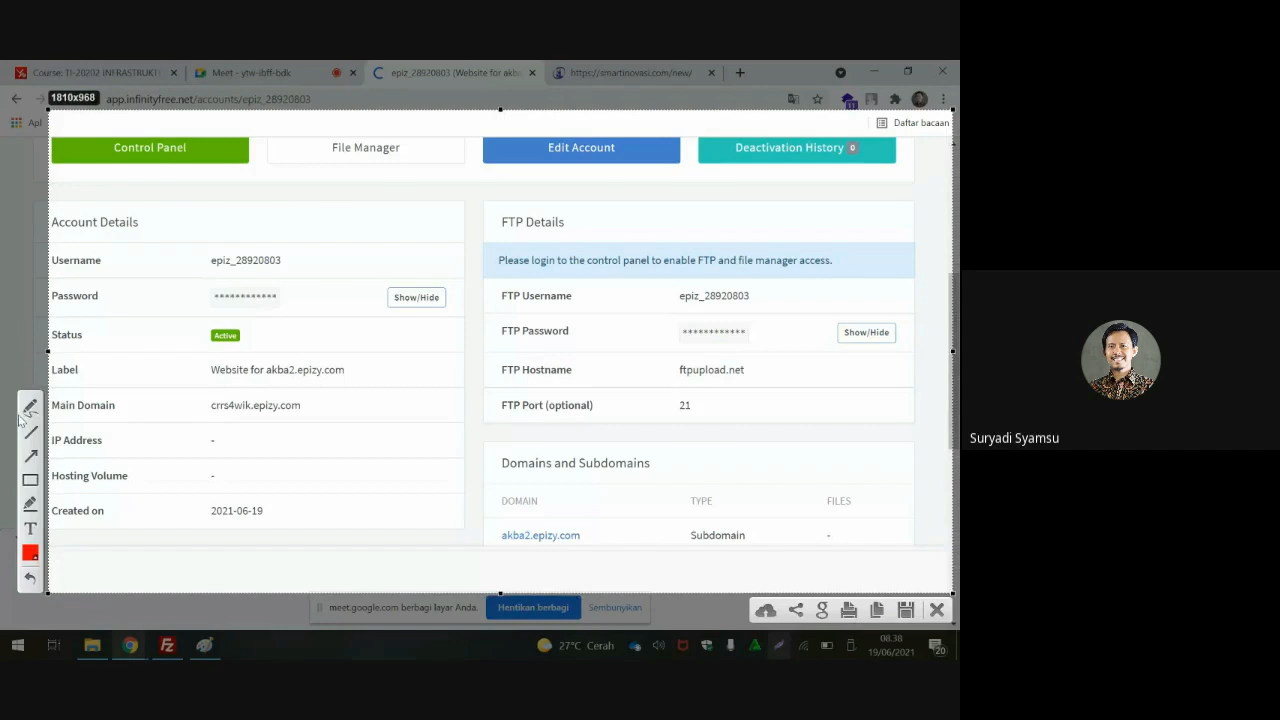 Course: TI-20202 INFRASTRUKT
Meet - ytw-ibff-bdk
epiz_28920803 (Website for akba
https://smartinovasi.com/new/
1810x968
app.infinityfree.net/accounts/epiz_28920803
11
Apl
Daftar bacaan
Control Panel
File Manager
Edit Account
Deactivation History 0
Account Details
Username epiz_28920803
Password ************ Show/Hide
Status Active
Label Website for akba2.epizy.com
Main Domain crrs4wik.epizy.com
IP Address -
Hosting Volume -
Created on 2021-06-19
FTP Details
Please login to the control panel to enable FTP and file manager access.
FTP Username epiz_28920803
FTP Password ************ Show/Hide
FTP Hostname ftpupload.net
FTP Port (optional) 21
Domains and Subdomains
DOMAIN TYPE FILES
akba2.epizy.com Subdomain -
T
meet.google.com berbagi layar Anda.
Hentikan berbagi
Sembunyikan
27°C Cerah
08.38
19/06/2021
20
Suryadi Syamsu